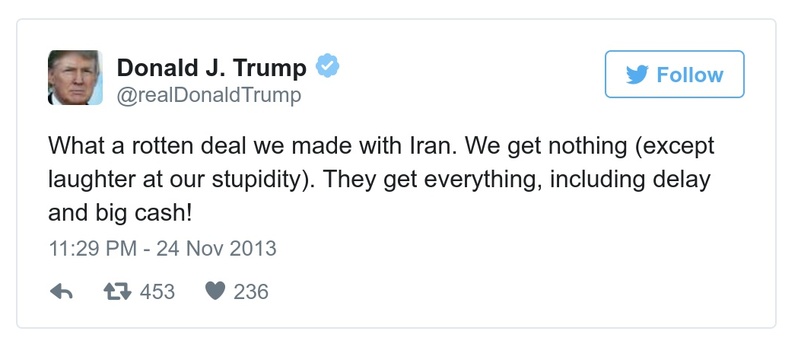 Donald J. Trump
@realDonaldTrump
Follow
What a rotten deal we made with Iran. We get nothing (except
laughter at our stupidity). They get everything, including delay
and big cash!
11:29 PM - 24 Nov 2013
453 236